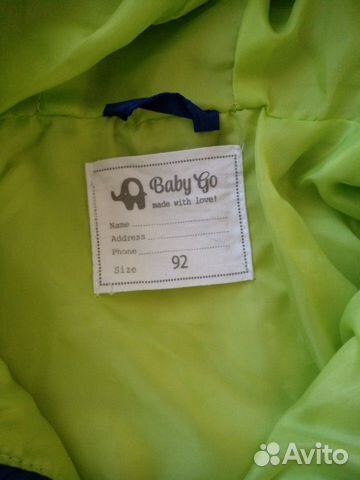 Baby Go
made with love!
Name
Address
Phone
Size 92
Avito